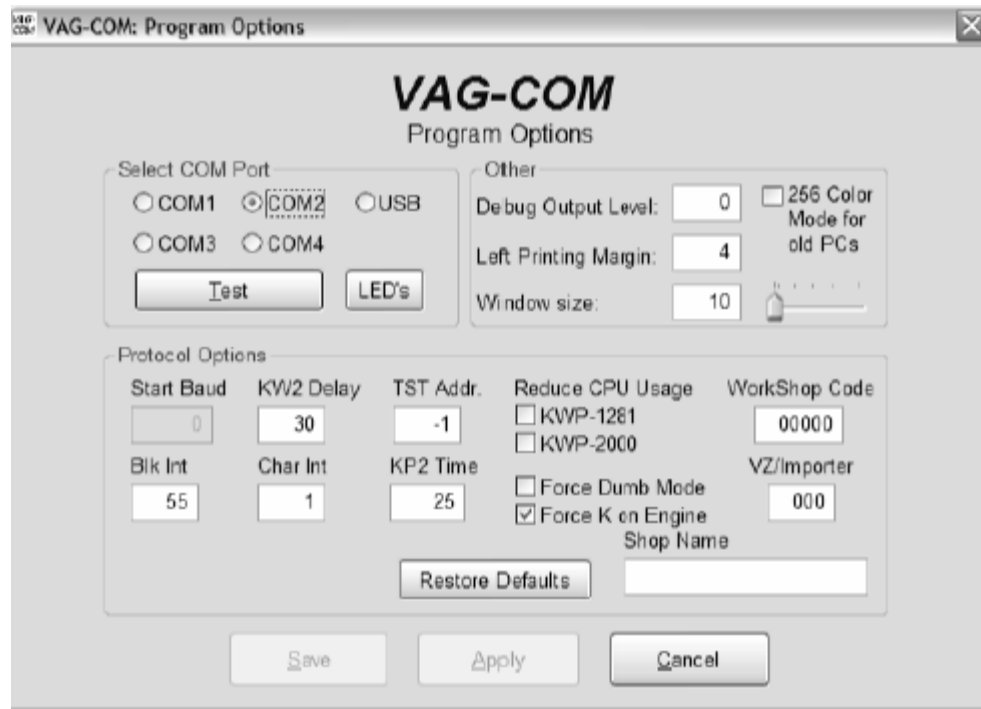 VAG-COM: Program Options
VAG-COM
Program Options
Select COM Port
COM1 COM2 USB
COM3 COM4
Test LED's
Other
Debug Output Level: 0
Left Printing Margin: 4
Window size: 10
256 Color
Mode for
old PCs
Protocol Options
Start Baud KW2 Delay TST Addr. Reduce CPU Usage WorkShop Code
0 30 -1 KWP-1281 00000
KWP-2000
Blk Int Char Int KP2 Time VZ/Importer
55 1 25 Force Dumb Mode 000
Force K on Engine
Shop Name
Restore Defaults
Save Apply Cancel